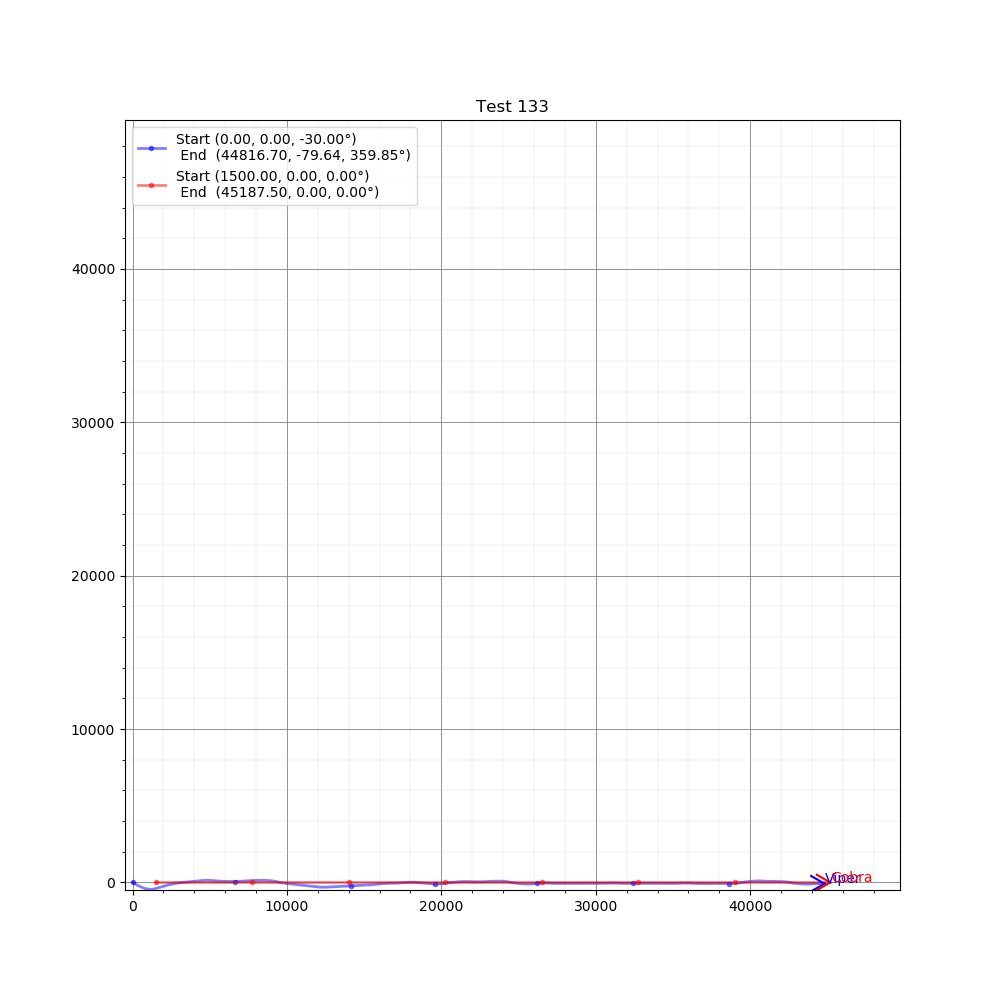 Test 133
Start (0.00, 0.00, -30.00°)
End (44816.70, -79.64, 359.85°)
Start (1500.00, 0.00, 0.00°)
End (45187.50, 0.00, 0.00°)
40000
30000
20000
10000
0
Viper
Cobra
0 10000 20000 30000 40000